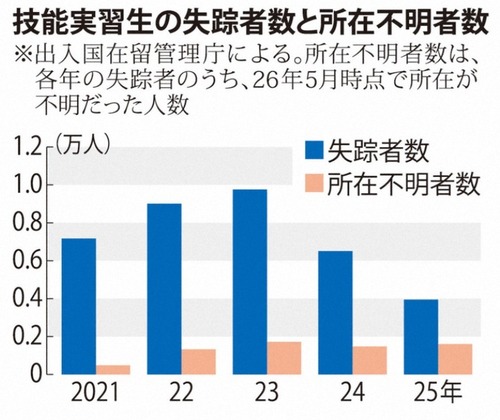 技能実習生の失踪者数と所在不明者数
※出入国在留管理庁による。所在不明者数は、
各年の失踪者のうち、26年5月時点で所在が
不明だった人数
1.2 (万人)
失踪者数
1.0
所在不明者数
0.8
0.6
0.4
0.2
0
2021 22 23 24 25年